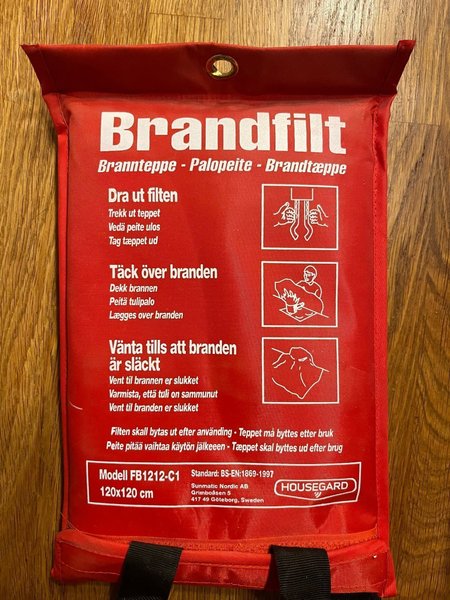 Brandfilt
Brannteppe - Palopeite - Brandtæppe
Dra ut filten
Trekk ut teppet
Vedä peite ulos
Tag tæppet ud
Täck över branden
Dekk brannen
Peitä tulipalo
Lægges over branden
Vänta tills att branden
är släckt
Vent til brannen er slukket
Varmista, että tuli on sammunut
Vent til branden er slukket
Filten skall bytas ut efter använding - Teppet må byttes etter bruk
Peite pitää vaihtaa käytön jälkeeen - Tæppet skal byttes ud efter brug
Modell FB1212-C1
120x120 cm
Standard: BS-EN:1869-1997
Sunmatic Nordic AB
Grimboåsen 5
417 49 Göteborg, Sweden
HOUSEGARD